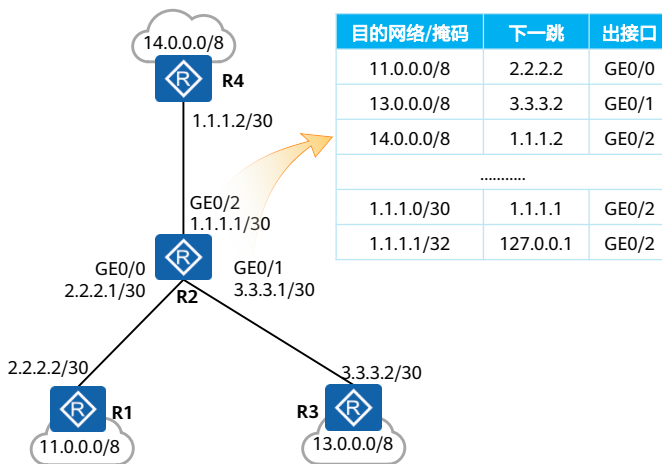 14.0.0.0/8
R
R4
1.1.1.2/30
GE0/2
1.1.1.1/30
R
GE0/0
2.2.2.1/30
R2
GE0/1
3.3.3.1/30
2.2.2.2/30
R
R1
11.0.0.0/8
3.3.3.2/30
R3
R
13.0.0.0/8
目的网络/掩码 下一跳 出接口
11.0.0.0/8 2.2.2.2 GE0/0
13.0.0.0/8 3.3.3.2 GE0/1
14.0.0.0/8 1.1.1.2 GE0/2
...........
1.1.1.0/30 1.1.1.1 GE0/2
1.1.1.1/32 127.0.0.1 GE0/2